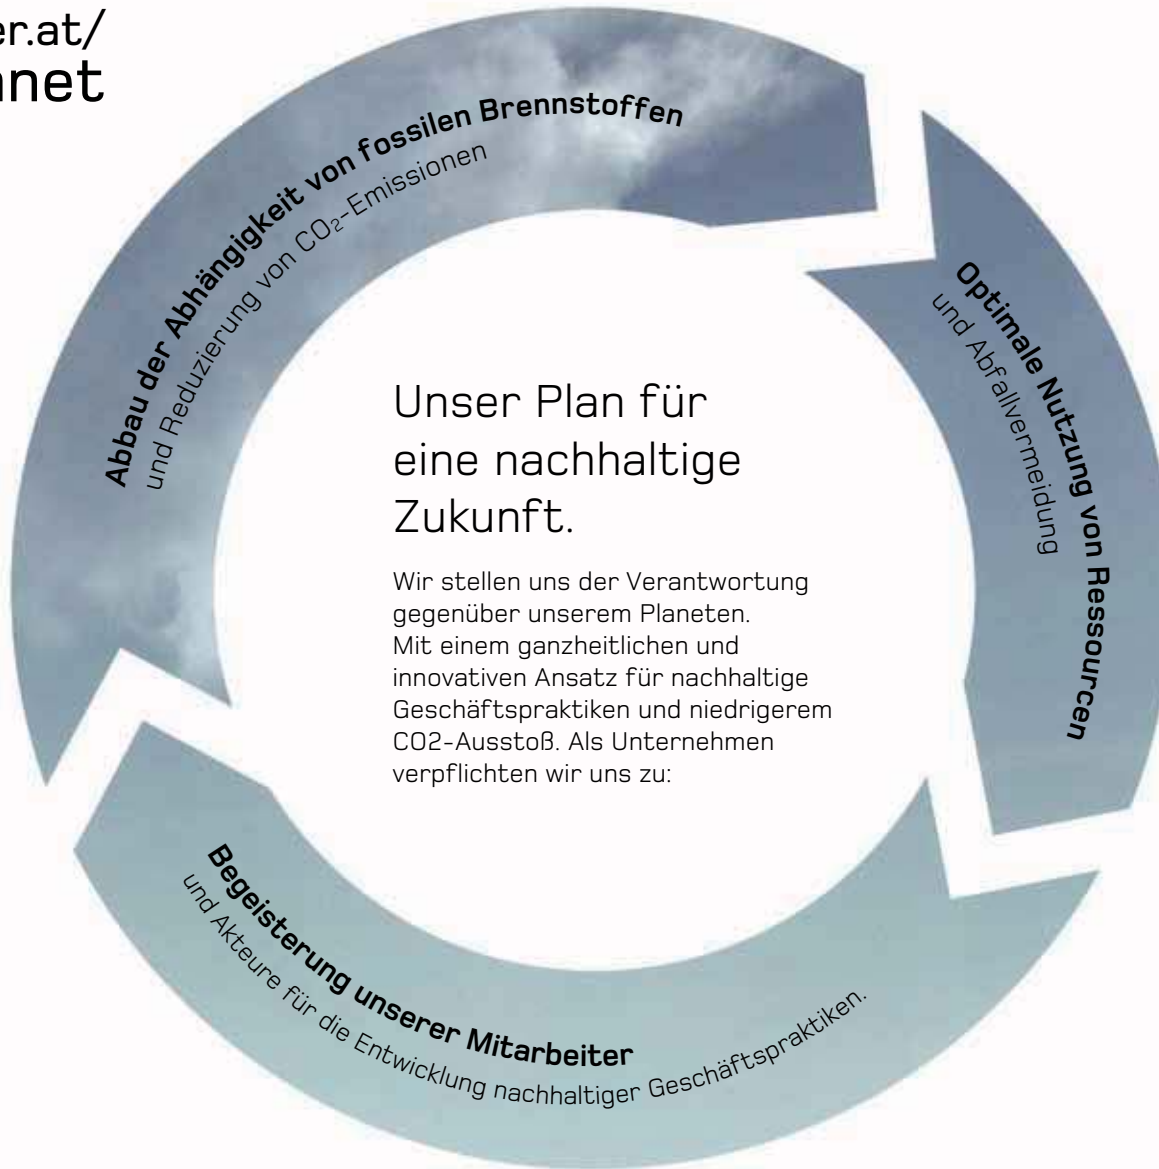 er.at/
anet
Abbau der Abhängigkeit von fossilen Brennstoffen
und Reduzierung von CO₂-Emissionen
Optimale Nutzung von Ressourcen
und Abfallvermeidung
Unser Plan für
eine nachhaltige
Zukunft.
Wir stellen uns der Verantwortung
gegenüber unserem Planeten.
Mit einem ganzheitlichen und
innovativen Ansatz für nachhaltige
Geschäftspraktiken und niedrigerem
CO2-Ausstoß. Als Unternehmen
verpflichten wir uns zu:
Begeisterung unserer Mitarbeiter
und Akteure für die Entwicklung nachhaltiger Geschäftspraktiken.